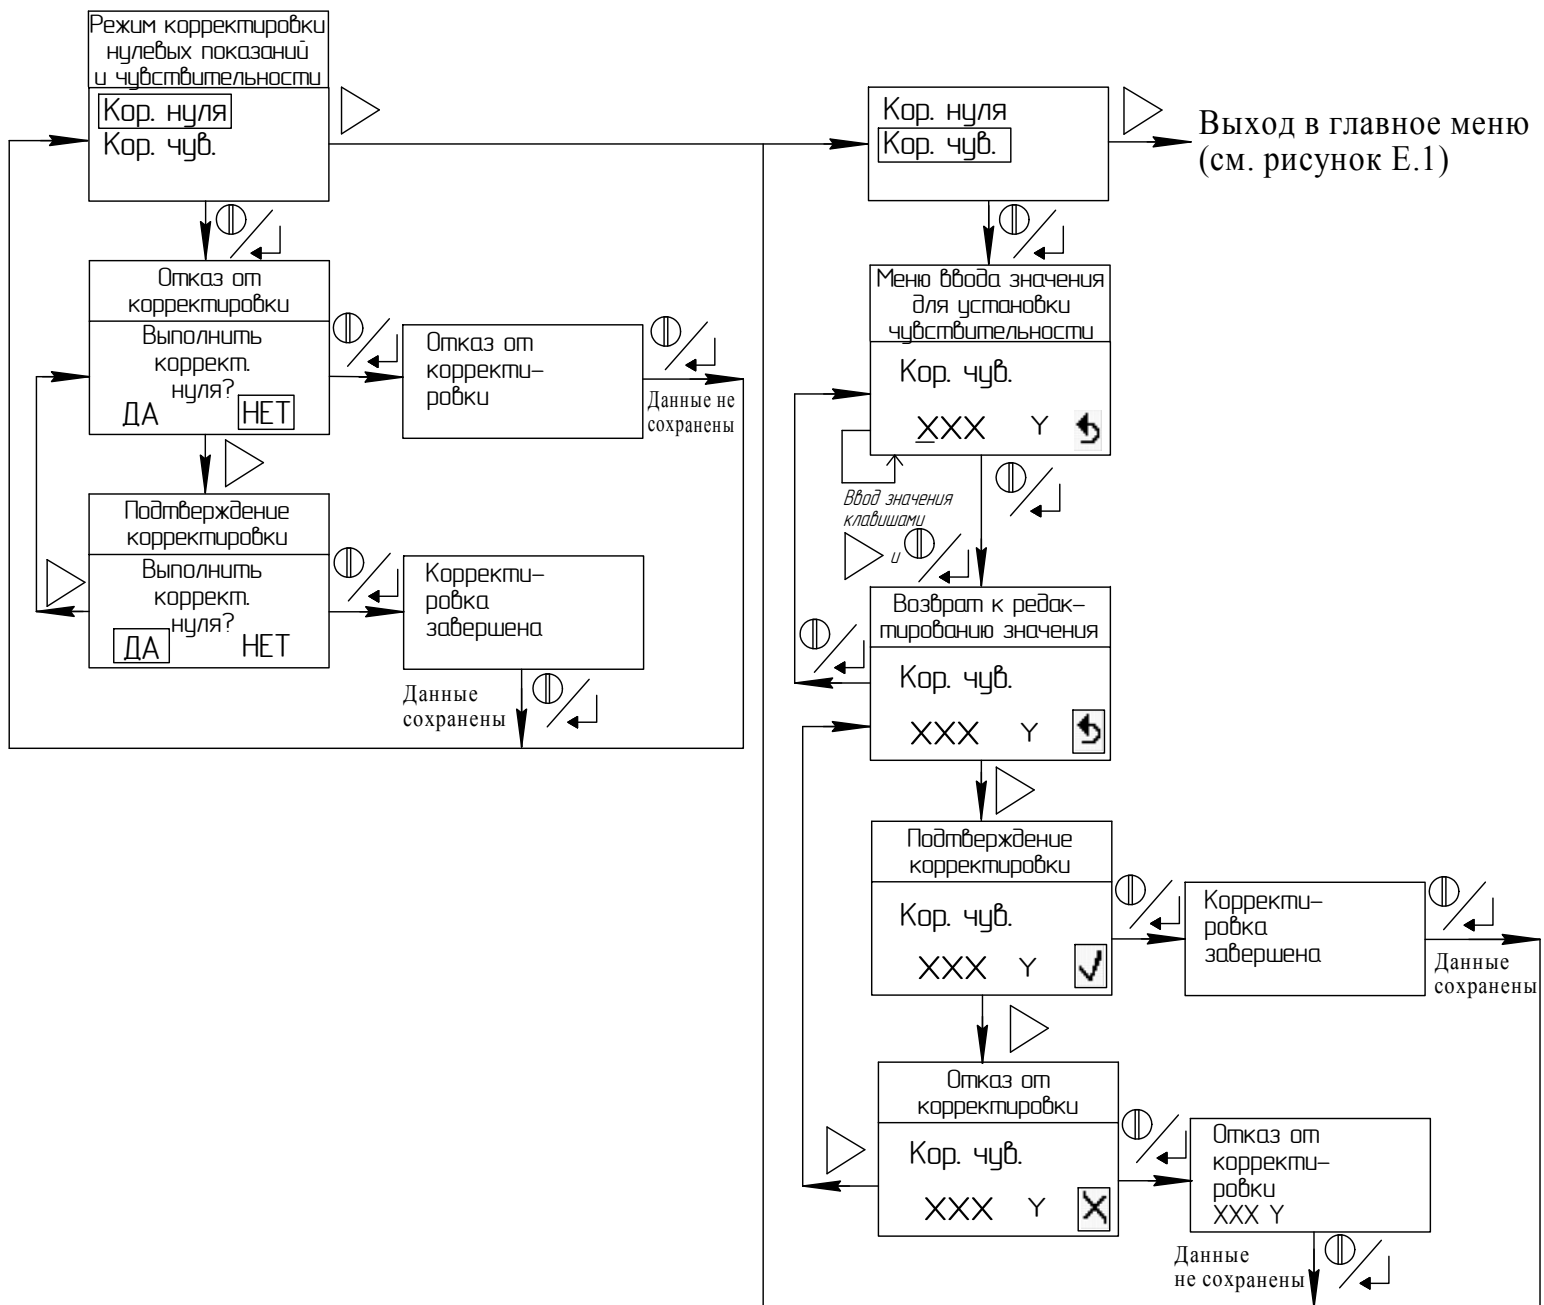 Режим корректировки
нулевых показаний
и чувствительности
Кор. нуля
Кор. чув.
Отказ от
корректировки
Выполнить
коррект.
нуля?
ДА НЕТ
Отказ от
корректи–
ровки
Данные не
сохранены
Подтверждение
корректировки
Выполнить
коррект.
нуля?
ДА НЕТ
Корректи–
ровка
завершена
Данные
сохранены
Кор. нуля
Кор. чув.
Выход в главное меню
(см. рисунок Е.1)
Меню ввода значения
для установки
чувствительности
Кор. чув.
XXX Y
Ввод значения
клавишами
и
Возврат к редак–
тированию значения
Кор. чув.
XXX Y
Подтверждение
корректировки
Кор. чув.
XXX Y
Корректи–
ровка
завершена
Данные
сохранены
Отказ от
корректировки
Кор. чув.
XXX Y
Отказ от
корректи–
ровки
XXX Y
Данные
не сохранены